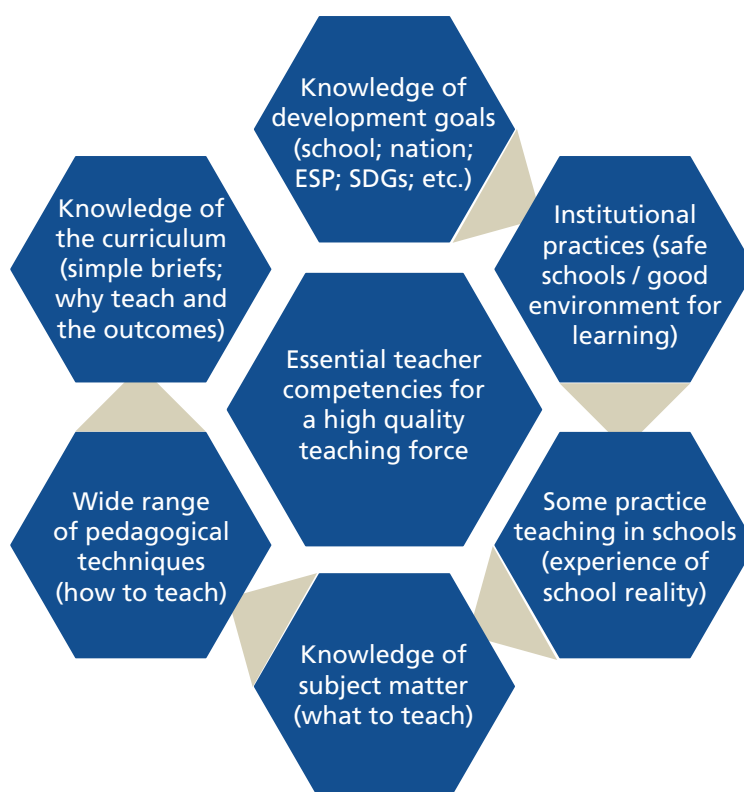 Knowledge of
development goals
(school; nation;
ESP; SDGs; etc.)
Institutional
practices (safe
schools / good
environment for
learning)
Some practice
teaching in schools
(experience of
school reality)
Knowledge of
subject matter
(what to teach)
Wide range
of pedagogical
techniques
(how to teach)
Knowledge of
the curriculum
(simple briefs;
why teach and
the outcomes)
Essential teacher
competencies for
a high quality
teaching force